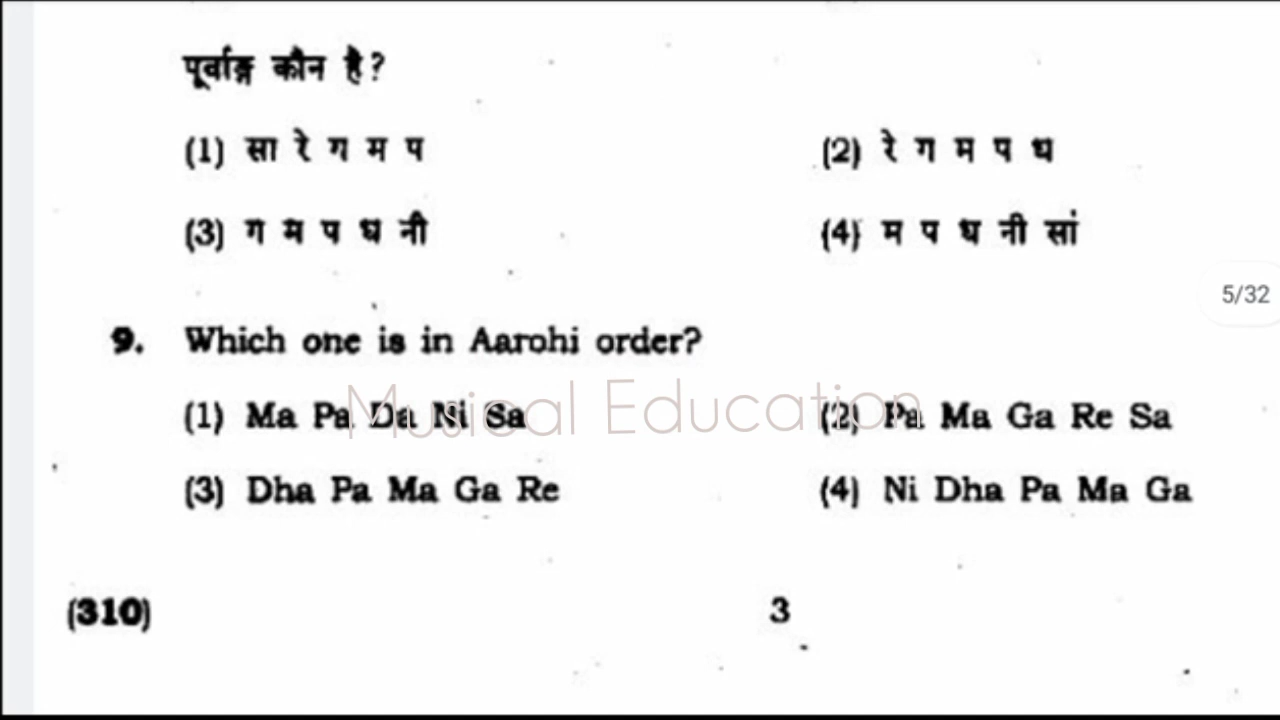 पूर्वाङ्ग कौन है?
(1) सा रे ग म प (2) रे ग म प ध
(3) ग म प ध नी (4) म प ध नी सां
5/32
9. Which one is in Aarohi order?
Musical Education
(1) Ma Pa Da Ni Sa (2) Pa Ma Ga Re Sa
(3) Dha Pa Ma Ga Re (4) Ni Dha Pa Ma Ga
(310) 3